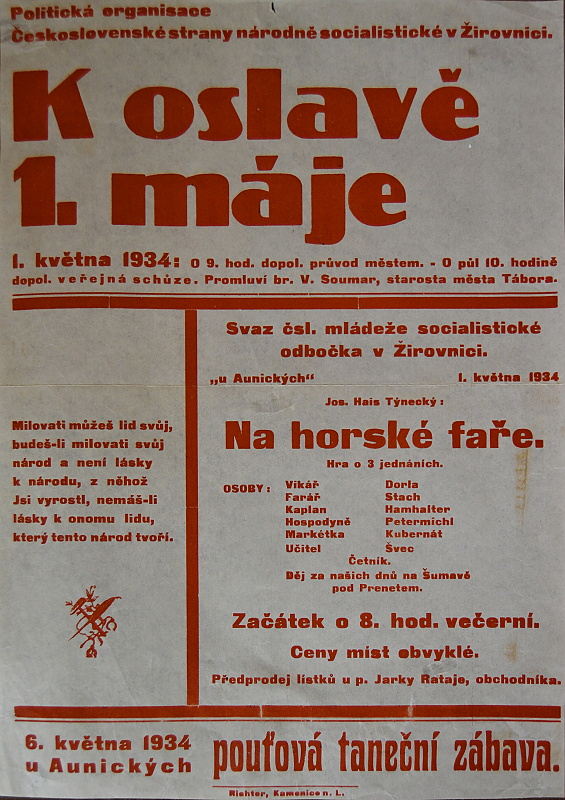 Politická organisace
Československé strany národně socialistické v Žirovnici.
K oslavě
1. máje
1. května 1934: O 9. hod. dopol. průvod městem. - O půl 10. hodině
dopol. veřejná schůze. Promluví br. V. Soumar, starosta města Tábora.
Milovati můžeš lid svůj,
budeš-li milovati svůj
národ a není lásky
k národu, z něhož
Jsi vyrostl, nemáš-li
lásky k onomu lidu,
který tento národ tvoří.
Svaz čsl. mládeže socialistické
odbočka v Žirovnici.
„u Aunických“ 1. května 1934
Jos. Hais Týnecký:
Na horské faře.
Hra o 3 jednáních.
OSOBY: Vikář Dorla
Farář Stach
Kaplan Hamhalter
Hospodyně Petermichl
Markétka Kubernát
Učitel Švec
Četník.
Děj za našich dnů na Šumavě
pod Prenetem.
Začátek o 8. hod. večerní.
Ceny míst obvyklé.
Předprodej lístků u p. Jarky Rataje, obchodníka.
6. května 1934
u Aunických
pouťová taneční zábava.
Richter, Kamenice n. L.